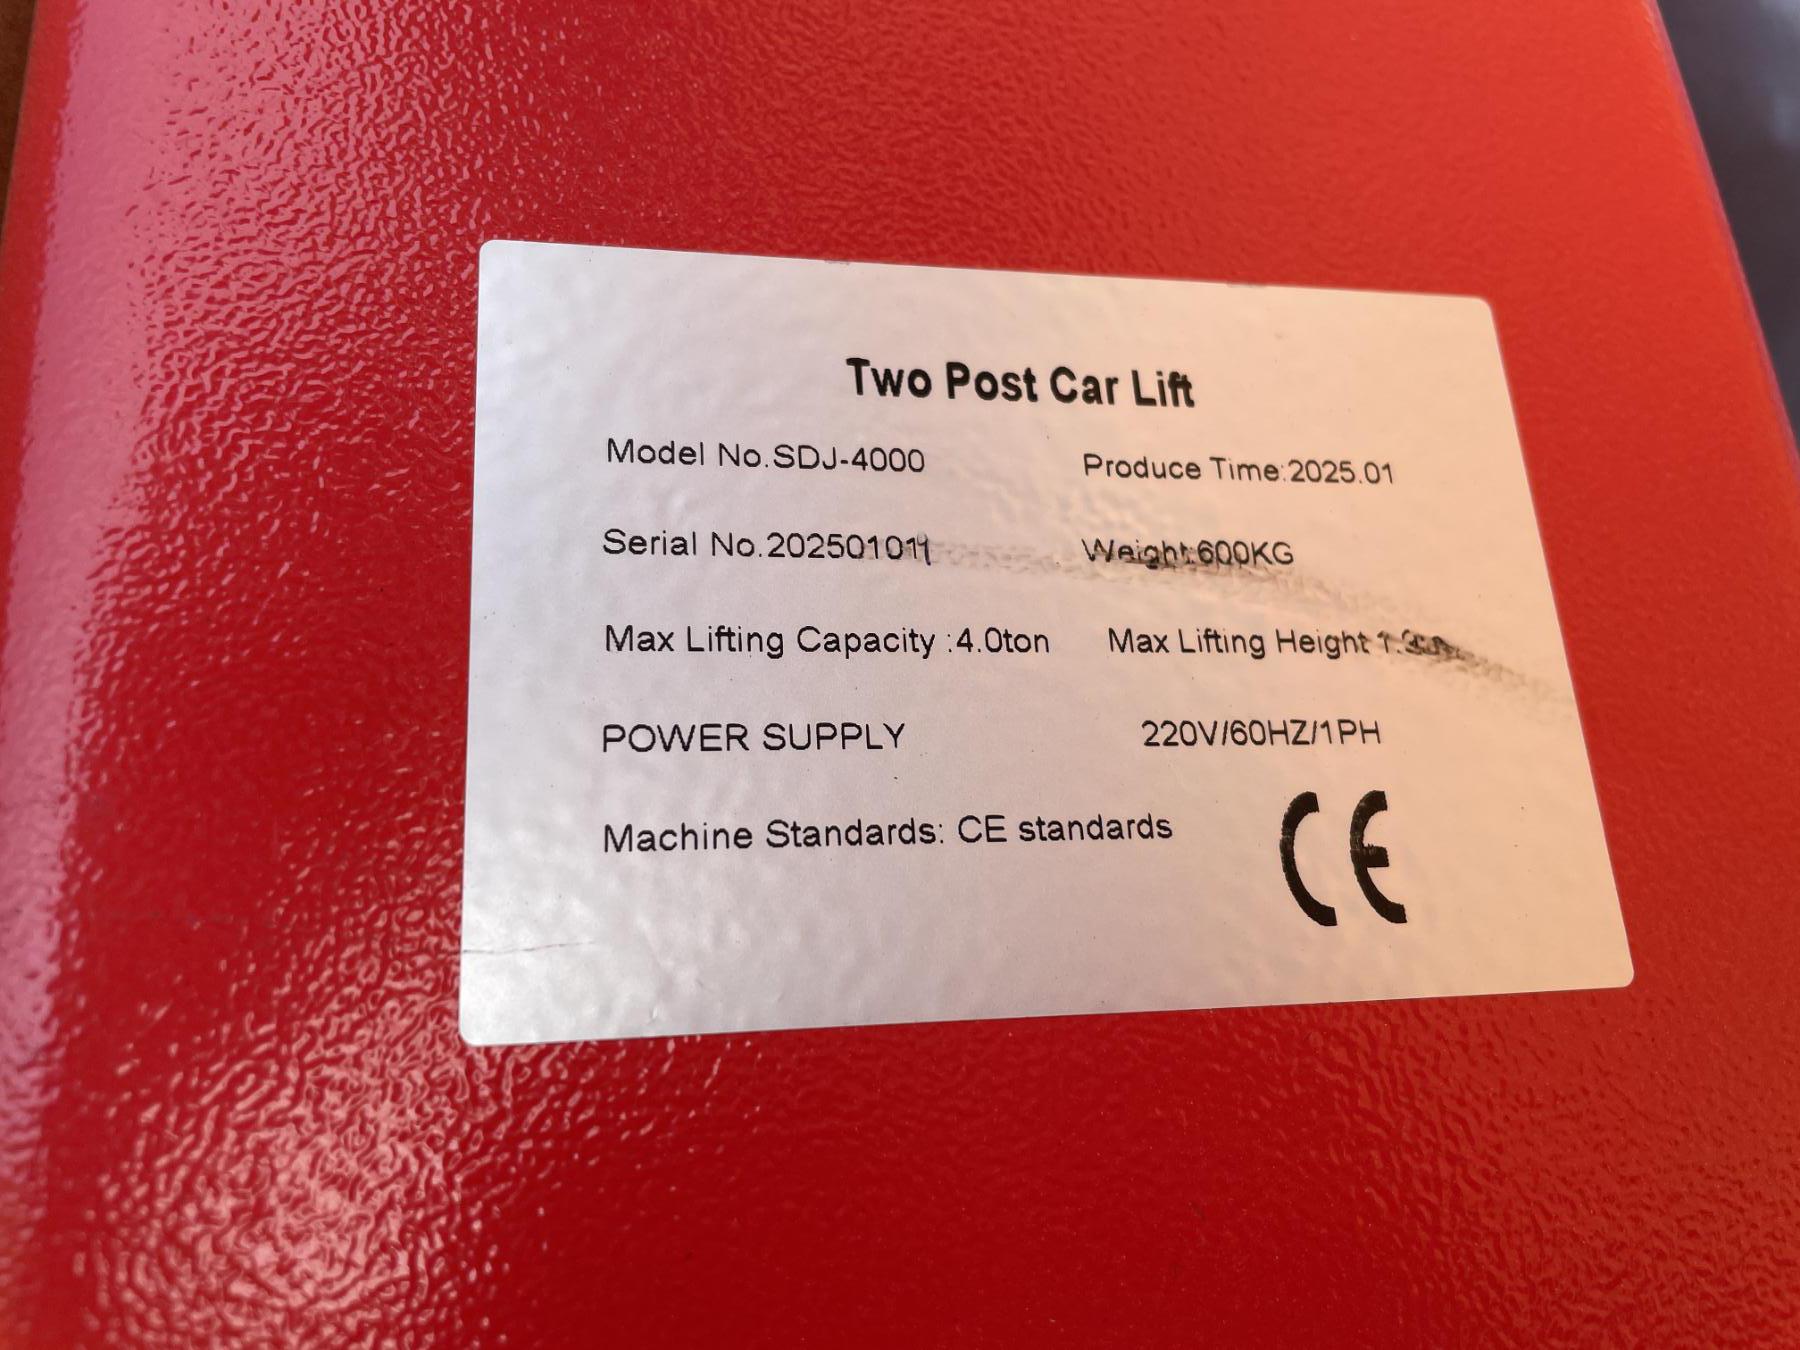 Two Post Car Lift
Model No.SDJ-4000 Produce Time:2025.01
Serial No.202501011 Weight:600KG
Max Lifting Capacity :4.0ton Max Lifting Height
POWER SUPPLY 220V/60HZ/1PH
Machine Standards: CE standards CE